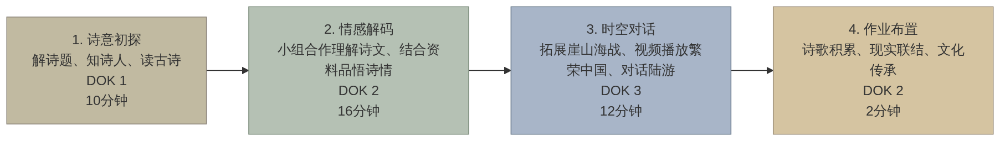 1. 诗意初探
解诗题、知诗人、读古诗
DOK 1
10分钟
2. 情感解码
小组合作理解诗文、结合资
料品悟诗情
DOK 2
16分钟
3. 时空对话
拓展崖山海战、视频播放繁
荣中国、对话陆游
DOK 3
12分钟
4. 作业布置
诗歌积累、现实联结、文化
传承
DOK 2
2分钟